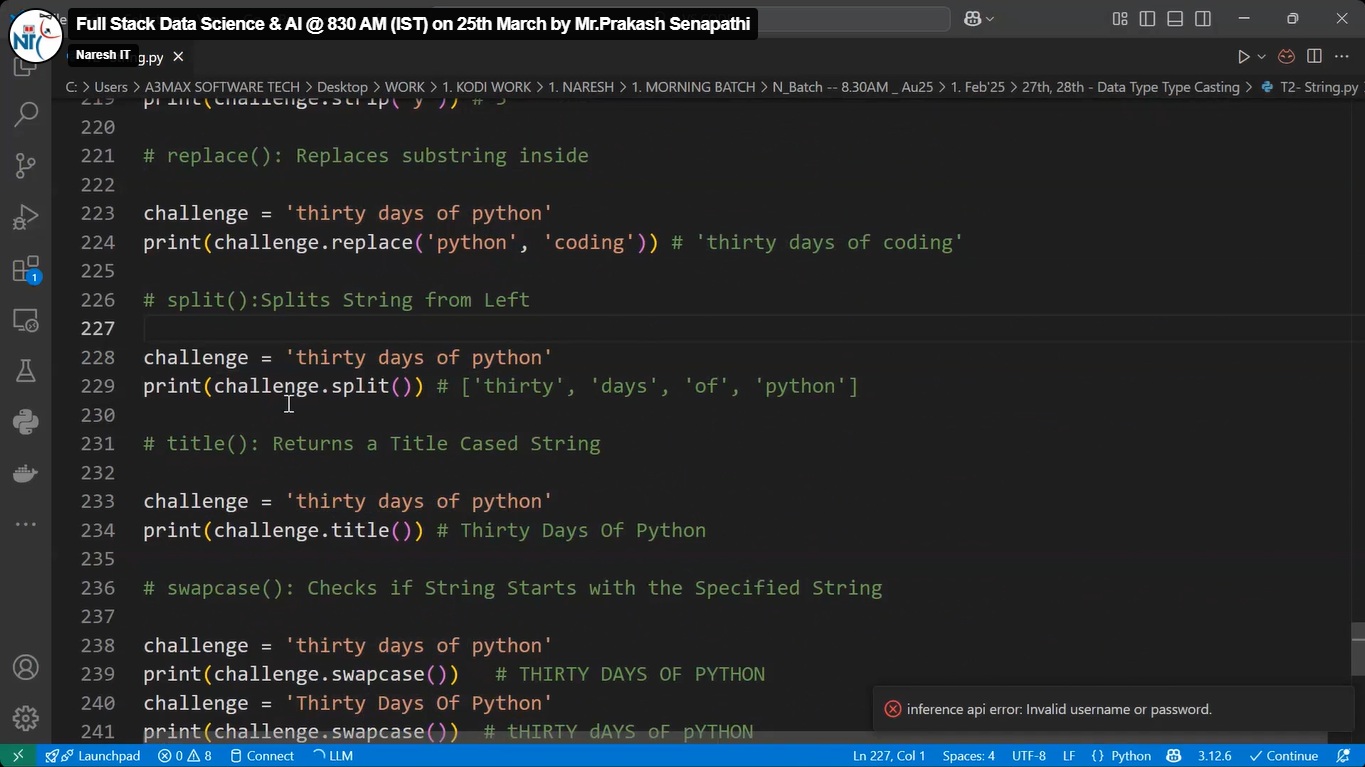 Full Stack Data Science & AI @ 830 AM (IST) on 25th March by Mr.Prakash Senapathi
NIT
Naresh IT
g.py
C: > Users > A3MAX SOFTWARE TECH > Desktop > WORK > 1. KODI WORK > 1. NARESH > 1. MORNING BATCH > N_Batch -- 8.30AM _ Au25 > 1. Feb'25 > 27th, 28th - Data Type Type Casting > T2- String.py
219 print(challenge.strip('y')) # 5
220
221 # replace(): Replaces substring inside
222
223 challenge = 'thirty days of python'
224 print(challenge.replace('python', 'coding')) # 'thirty days of coding'
225
226 # split():Splits String from Left
227
228 challenge = 'thirty days of python'
229 print(challenge.split()) # ['thirty', 'days', 'of', 'python']
230
231 # title(): Returns a Title Cased String
232
233 challenge = 'thirty days of python'
234 print(challenge.title()) # Thirty Days Of Python
235
236 # swapcase(): Checks if String Starts with the Specified String
237
238 challenge = 'thirty days of python'
239 print(challenge.swapcase())   # THIRTY DAYS OF PYTHON
240 challenge = 'Thirty Days Of Python'
241 print(challenge.swapcase())  # tHIRTY dAYS oF pYTHON
1
inference api error: Invalid username or password.
Launchpad 0 8 Connect LLM Ln 227, Col 1 Spaces: 4 UTF-8 LF { } Python 3.12.6 Continue